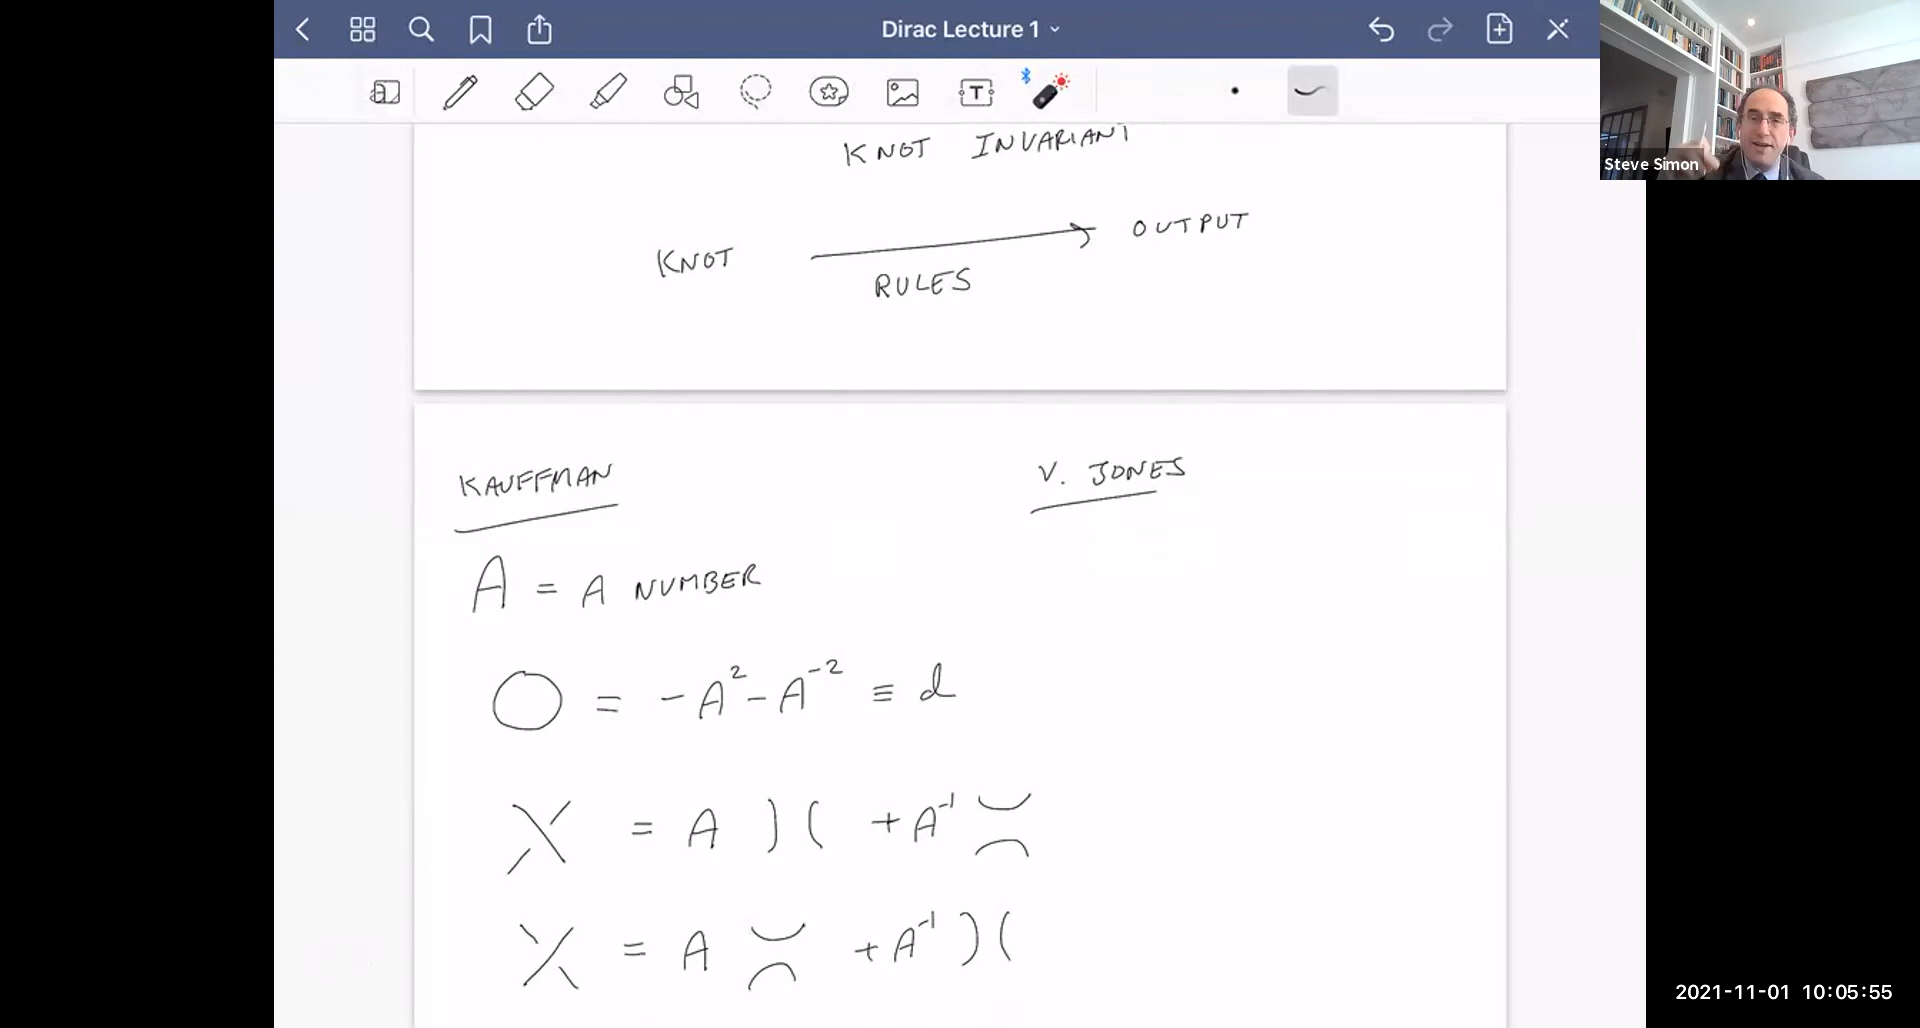 Dirac Lecture 1
T
Steve Simon
KNOT INVARIANT
KNOT
OUTPUT
RULES
KAUFFMAN
V. JONES
A = A NUMBER
O = -A² - A⁻² ≡ d
= A ) ( + A⁻¹
= A + A⁻¹ ) (
2021-11-01 10:05:55